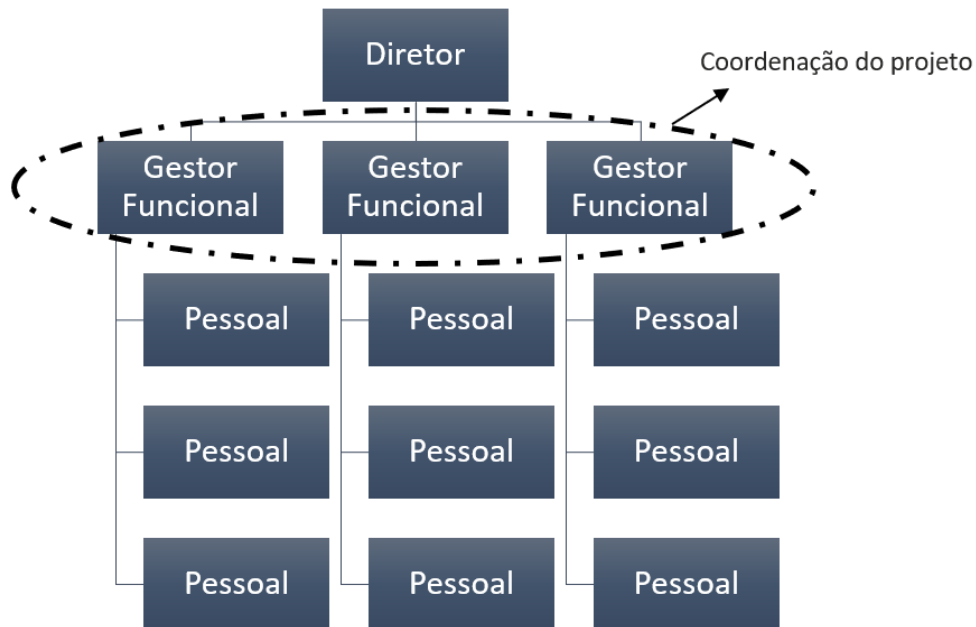 Diretor
Coordenação do projeto
Gestor
Funcional
Gestor
Funcional
Gestor
Funcional
Pessoal
Pessoal
Pessoal
Pessoal
Pessoal
Pessoal
Pessoal
Pessoal
Pessoal